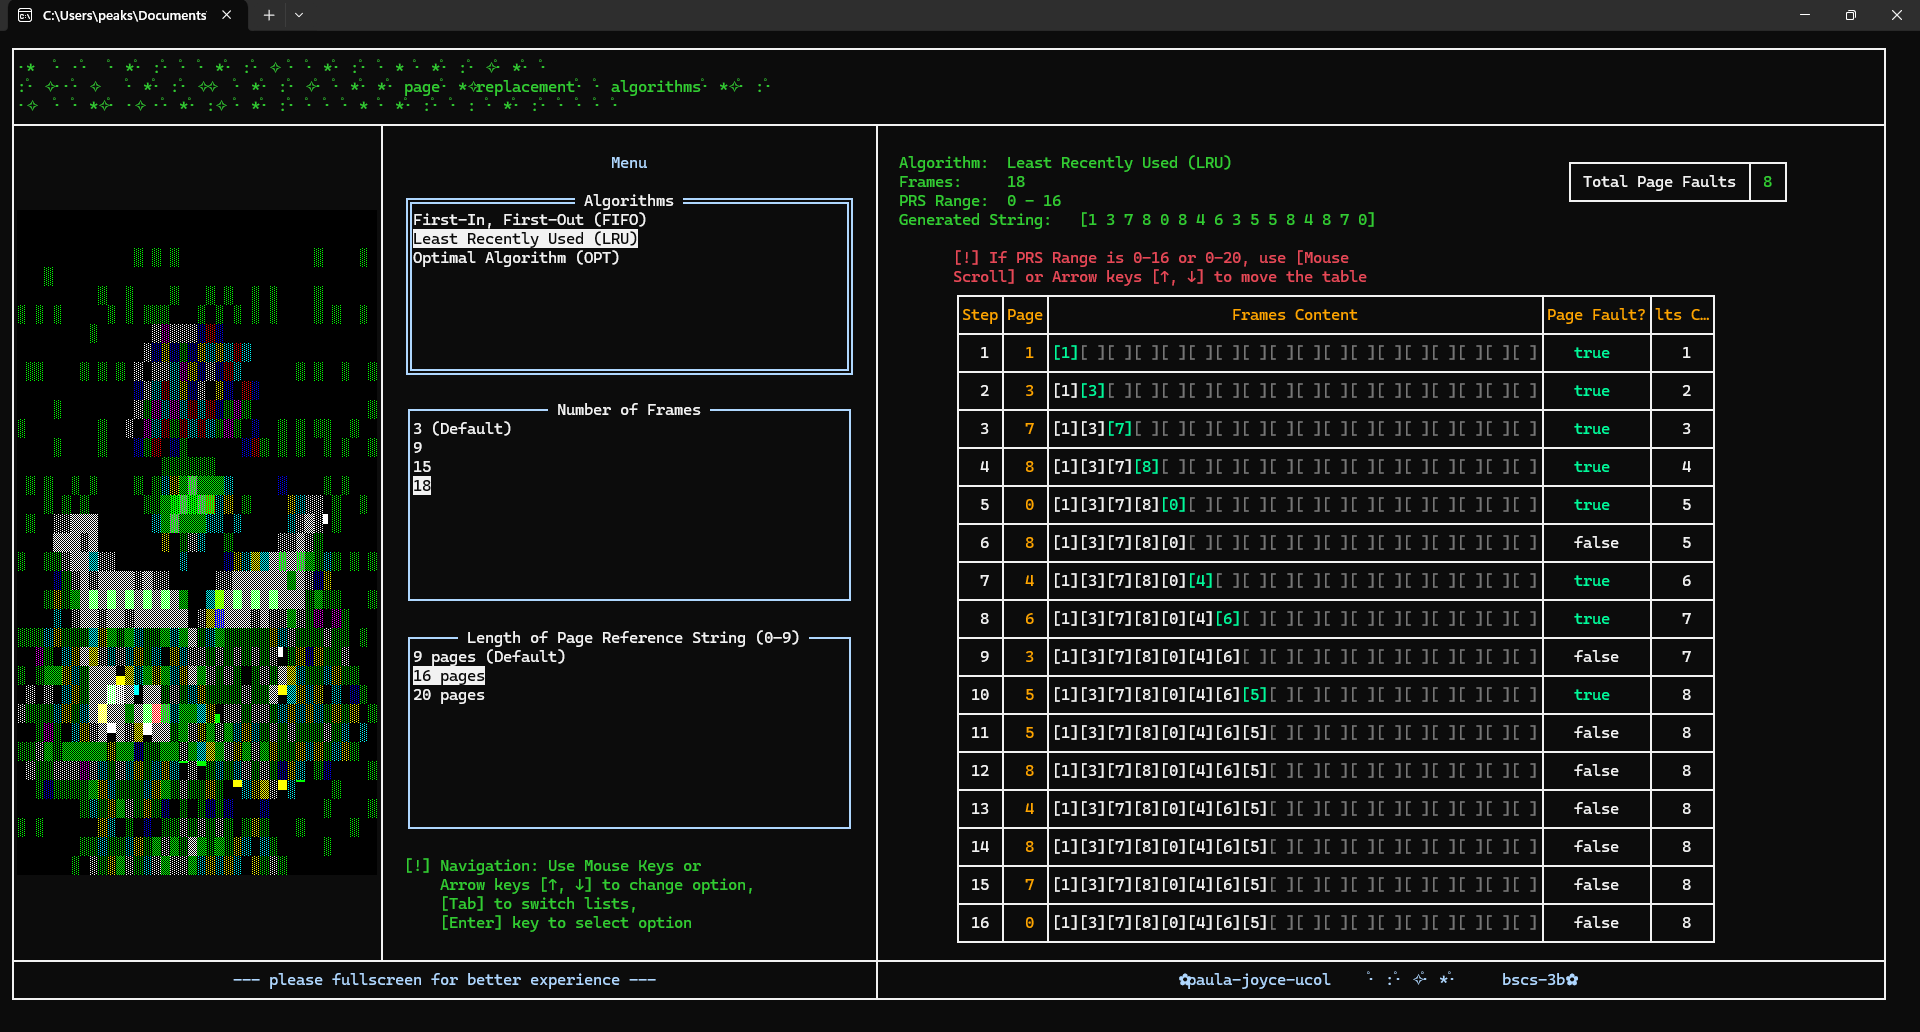 C:\Users\peaks\Documents
page replacement algorithms
Menu
Algorithms
First-In, First-Out (FIFO)
Least Recently Used (LRU)
Optimal Algorithm (OPT)
Number of Frames
3 (Default)
9
15
18
Length of Page Reference String (0-9)
9 pages (Default)
16 pages
20 pages
[!] Navigation: Use Mouse Keys or
Arrow keys [↑, ↓] to change option,
[Tab] to switch lists,
[Enter] key to select option
Algorithm: Least Recently Used (LRU)
Frames: 18
PRS Range: 0 - 16
Generated String: [1 3 7 8 0 8 4 6 3 5 5 8 4 8 7 0]
Total Page Faults 8
[!] If PRS Range is 0-16 or 0-20, use [Mouse
Scroll] or Arrow keys [↑, ↓] to move the table
Step Page Frames Content Page Fault? lts C…
1 1 [1][ ][ ][ ][ ][ ][ ][ ][ ][ ][ ][ ][ ][ ][ ][ ][ ][ ] true 1
2 3 [1][3][ ][ ][ ][ ][ ][ ][ ][ ][ ][ ][ ][ ][ ][ ][ ][ ] true 2
3 7 [1][3][7][ ][ ][ ][ ][ ][ ][ ][ ][ ][ ][ ][ ][ ][ ][ ] true 3
4 8 [1][3][7][8][ ][ ][ ][ ][ ][ ][ ][ ][ ][ ][ ][ ][ ][ ] true 4
5 0 [1][3][7][8][0][ ][ ][ ][ ][ ][ ][ ][ ][ ][ ][ ][ ][ ] true 5
6 8 [1][3][7][8][0][ ][ ][ ][ ][ ][ ][ ][ ][ ][ ][ ][ ][ ] false 5
7 4 [1][3][7][8][0][4][ ][ ][ ][ ][ ][ ][ ][ ][ ][ ][ ][ ] true 6
8 6 [1][3][7][8][0][4][6][ ][ ][ ][ ][ ][ ][ ][ ][ ][ ][ ] true 7
9 3 [1][3][7][8][0][4][6][ ][ ][ ][ ][ ][ ][ ][ ][ ][ ][ ] false 7
10 5 [1][3][7][8][0][4][6][5][ ][ ][ ][ ][ ][ ][ ][ ][ ][ ] true 8
11 5 [1][3][7][8][0][4][6][5][ ][ ][ ][ ][ ][ ][ ][ ][ ][ ] false 8
12 8 [1][3][7][8][0][4][6][5][ ][ ][ ][ ][ ][ ][ ][ ][ ][ ] false 8
13 4 [1][3][7][8][0][4][6][5][ ][ ][ ][ ][ ][ ][ ][ ][ ][ ] false 8
14 8 [1][3][7][8][0][4][6][5][ ][ ][ ][ ][ ][ ][ ][ ][ ][ ] false 8
15 7 [1][3][7][8][0][4][6][5][ ][ ][ ][ ][ ][ ][ ][ ][ ][ ] false 8
16 0 [1][3][7][8][0][4][6][5][ ][ ][ ][ ][ ][ ][ ][ ][ ][ ] false 8
--- please fullscreen for better experience ---
✿paula-joyce-ucol bscs-3b✿